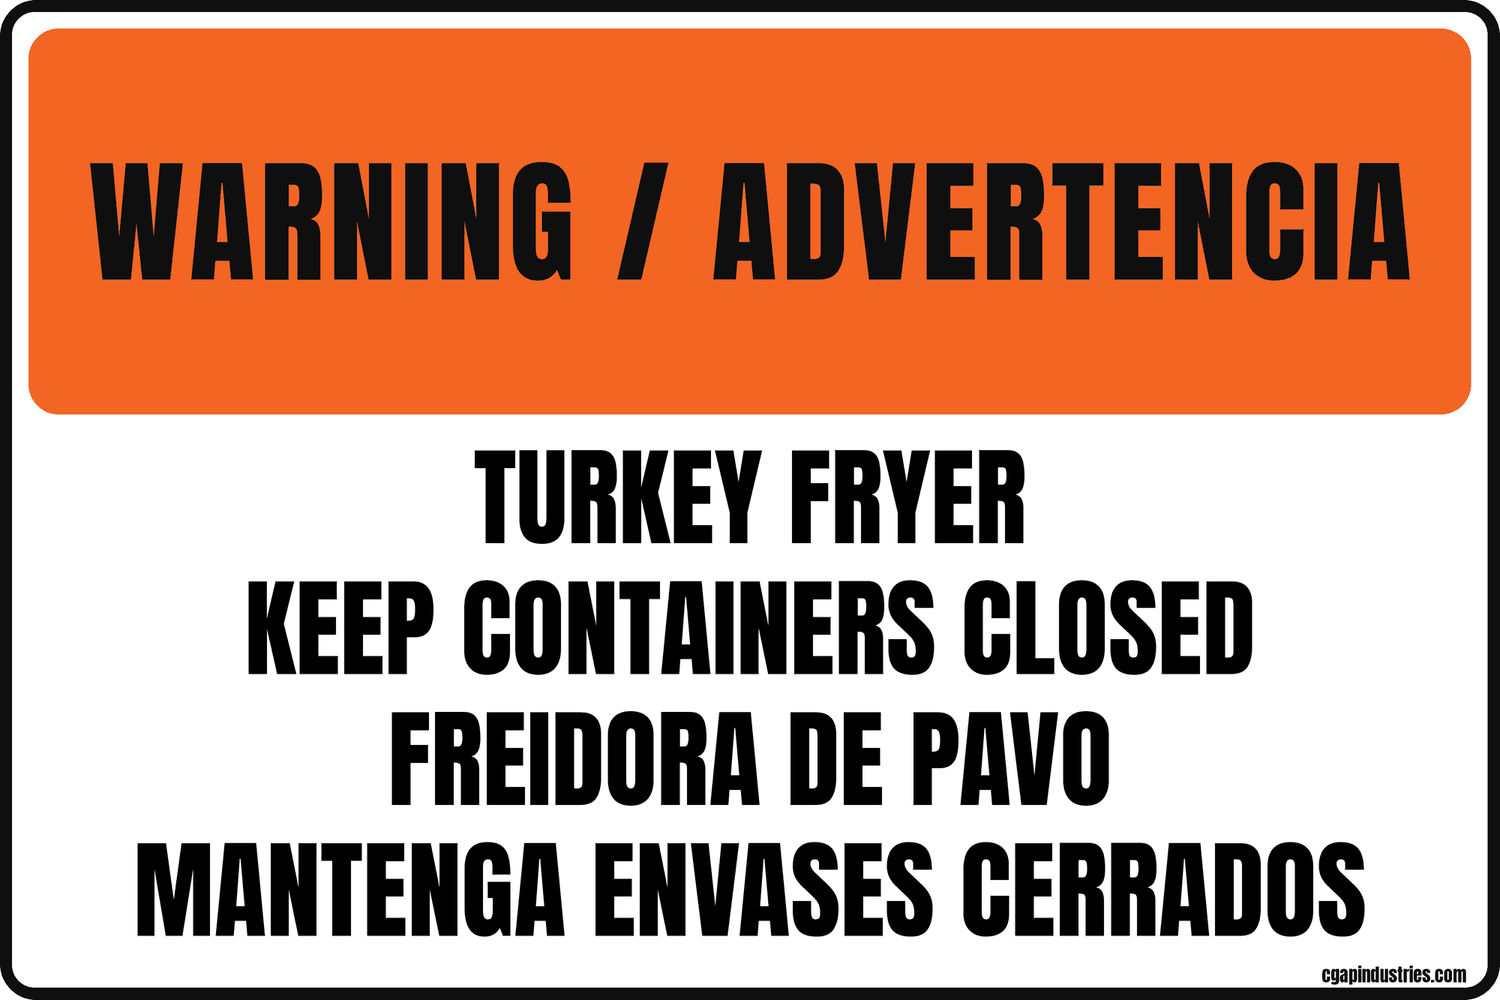 WARNING / ADVERTENCIA
TURKEY FRYER
KEEP CONTAINERS CLOSED
FREIDORA DE PAVO
MANTENGA ENVASES CERRADOS
cgapindustries.com